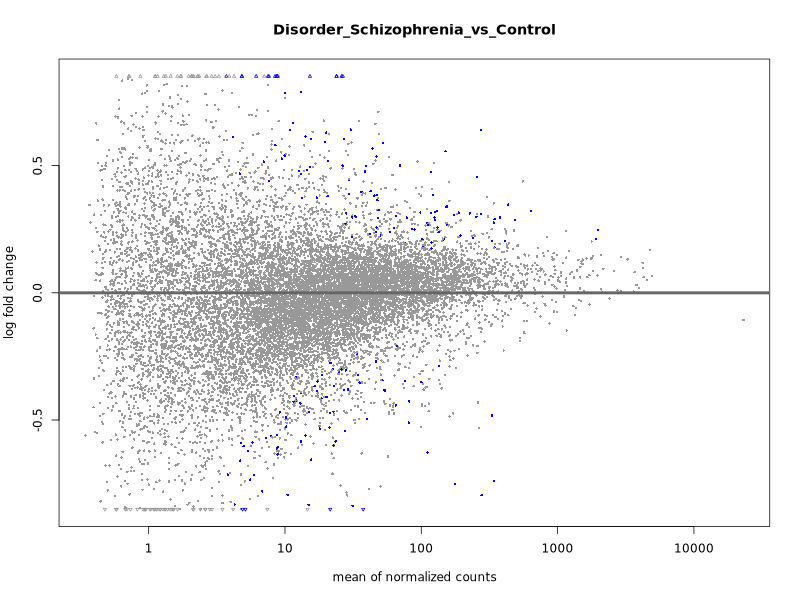 Disorder_Schizophrenia_vs_Control
log fold change
0.5
0.0
-0.5
1
10
100
1000
10000
mean of normalized counts